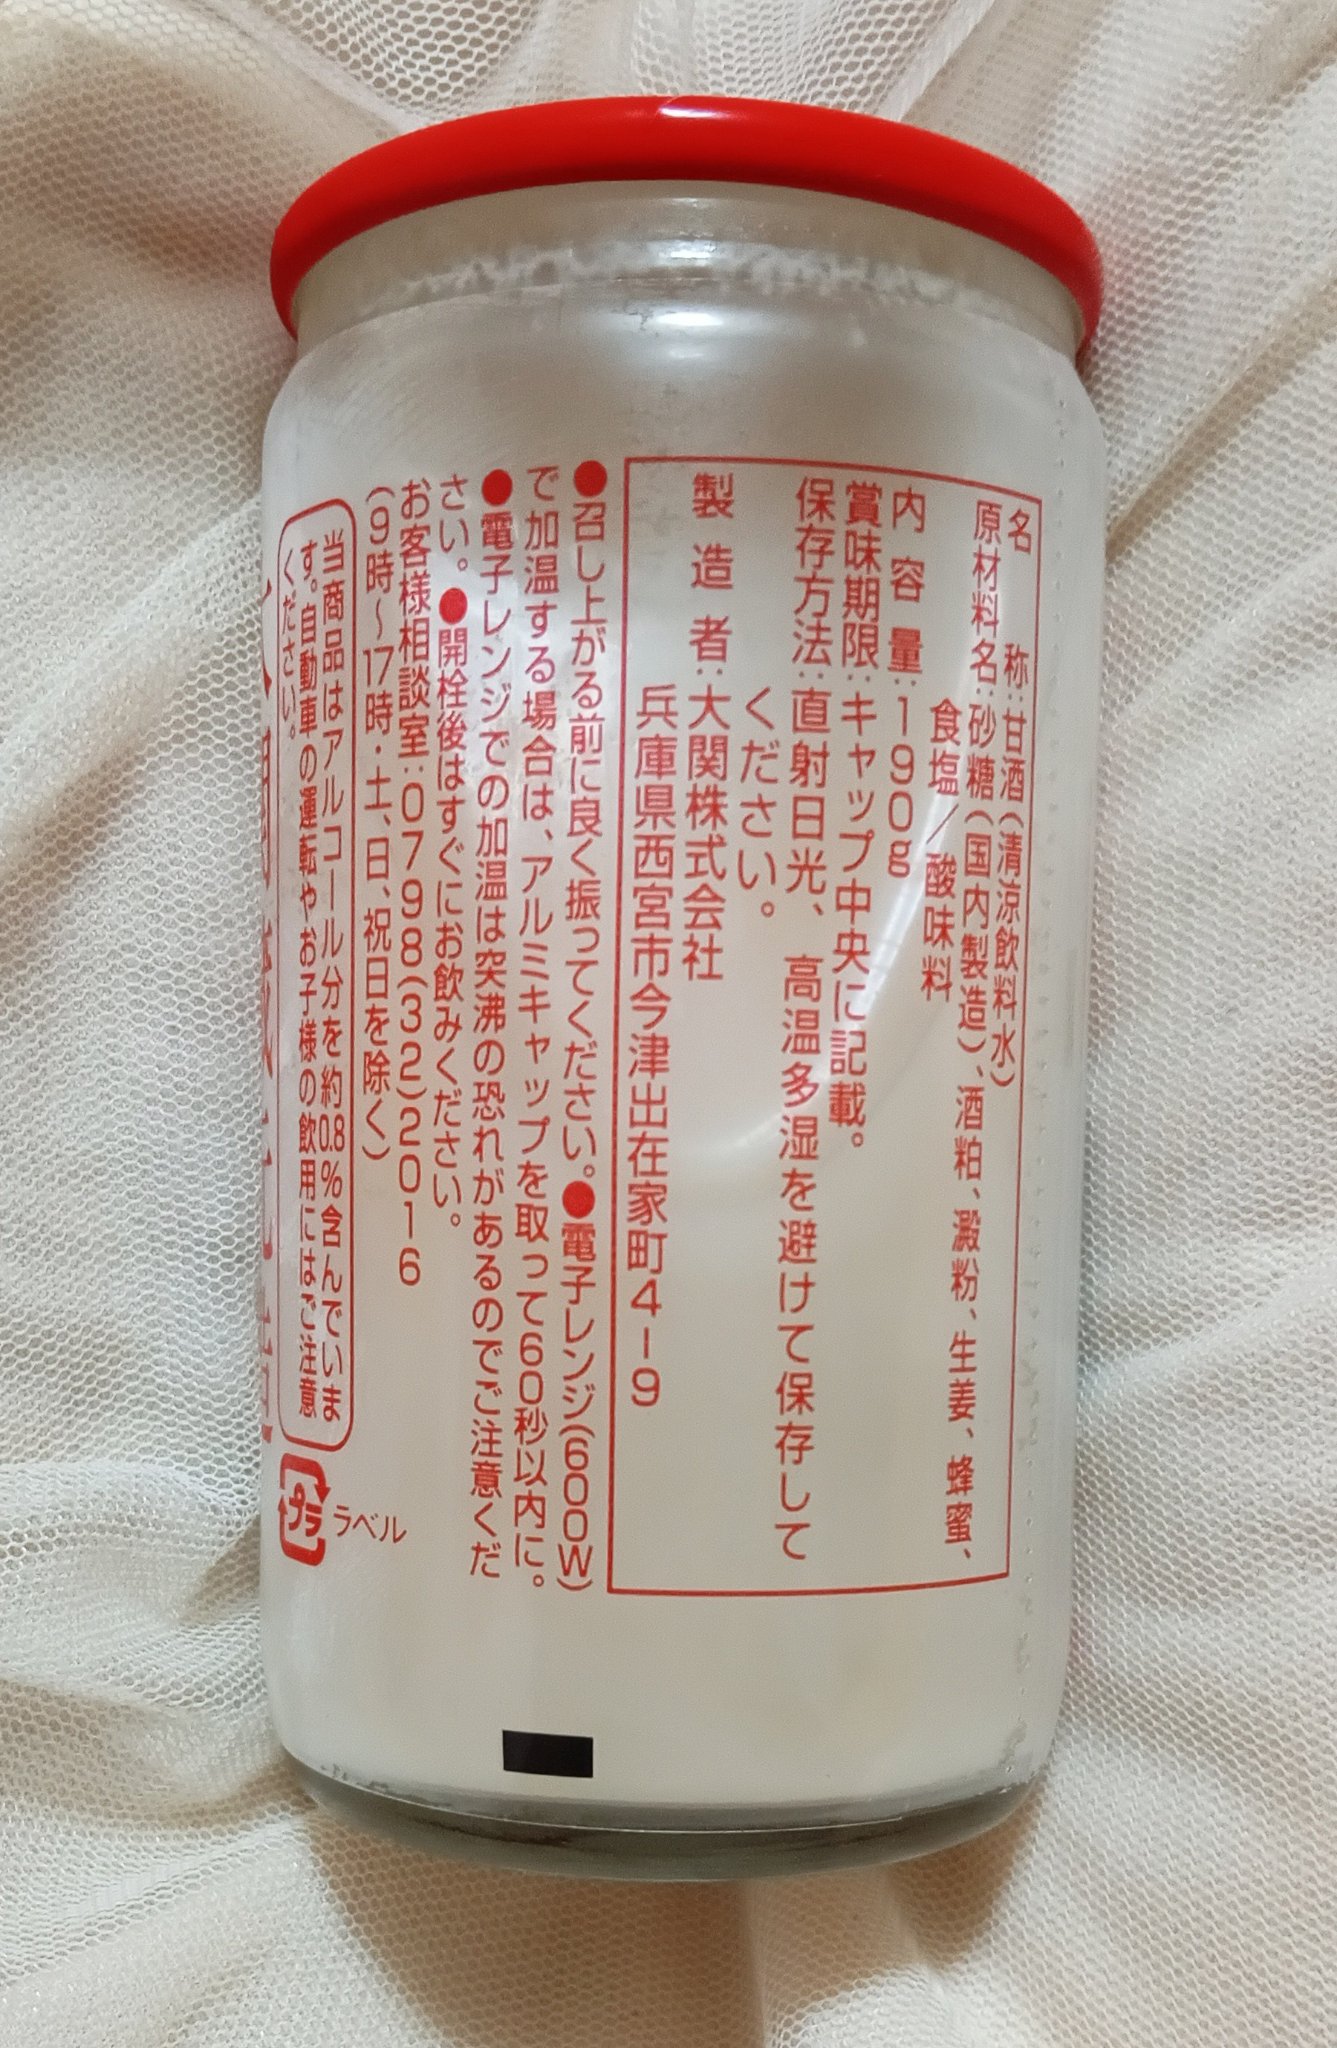 名称:甘酒(清涼飲料水)
原材料名:砂糖(国内製造)、酒粕、澱粉、生姜、蜂蜜、
食塩/酸味料
内容量:190g
賞味期限:キャップ中央に記載。
保存方法:直射日光、高温多湿を避けて保存して
ください。
製造者:大関株式会社
兵庫県西宮市今津出在家町4-9
●召し上がる前に良く振ってください。●電子レンジ(600W)
で加温する場合は、アルミキャップを取って60秒以内に。
●電子レンジでの加温は突沸の恐れがあるのでご注意くだ
さい。●開栓後はすぐにお飲みください。
お客様相談室:0798(32)2016
(9時~17時・土、日、祝日を除く)
当商品はアルコール分を約0.8%含んでいま
す。自動車の運転やお子様の飲用にはご注意
ください。
プラ
ラベル